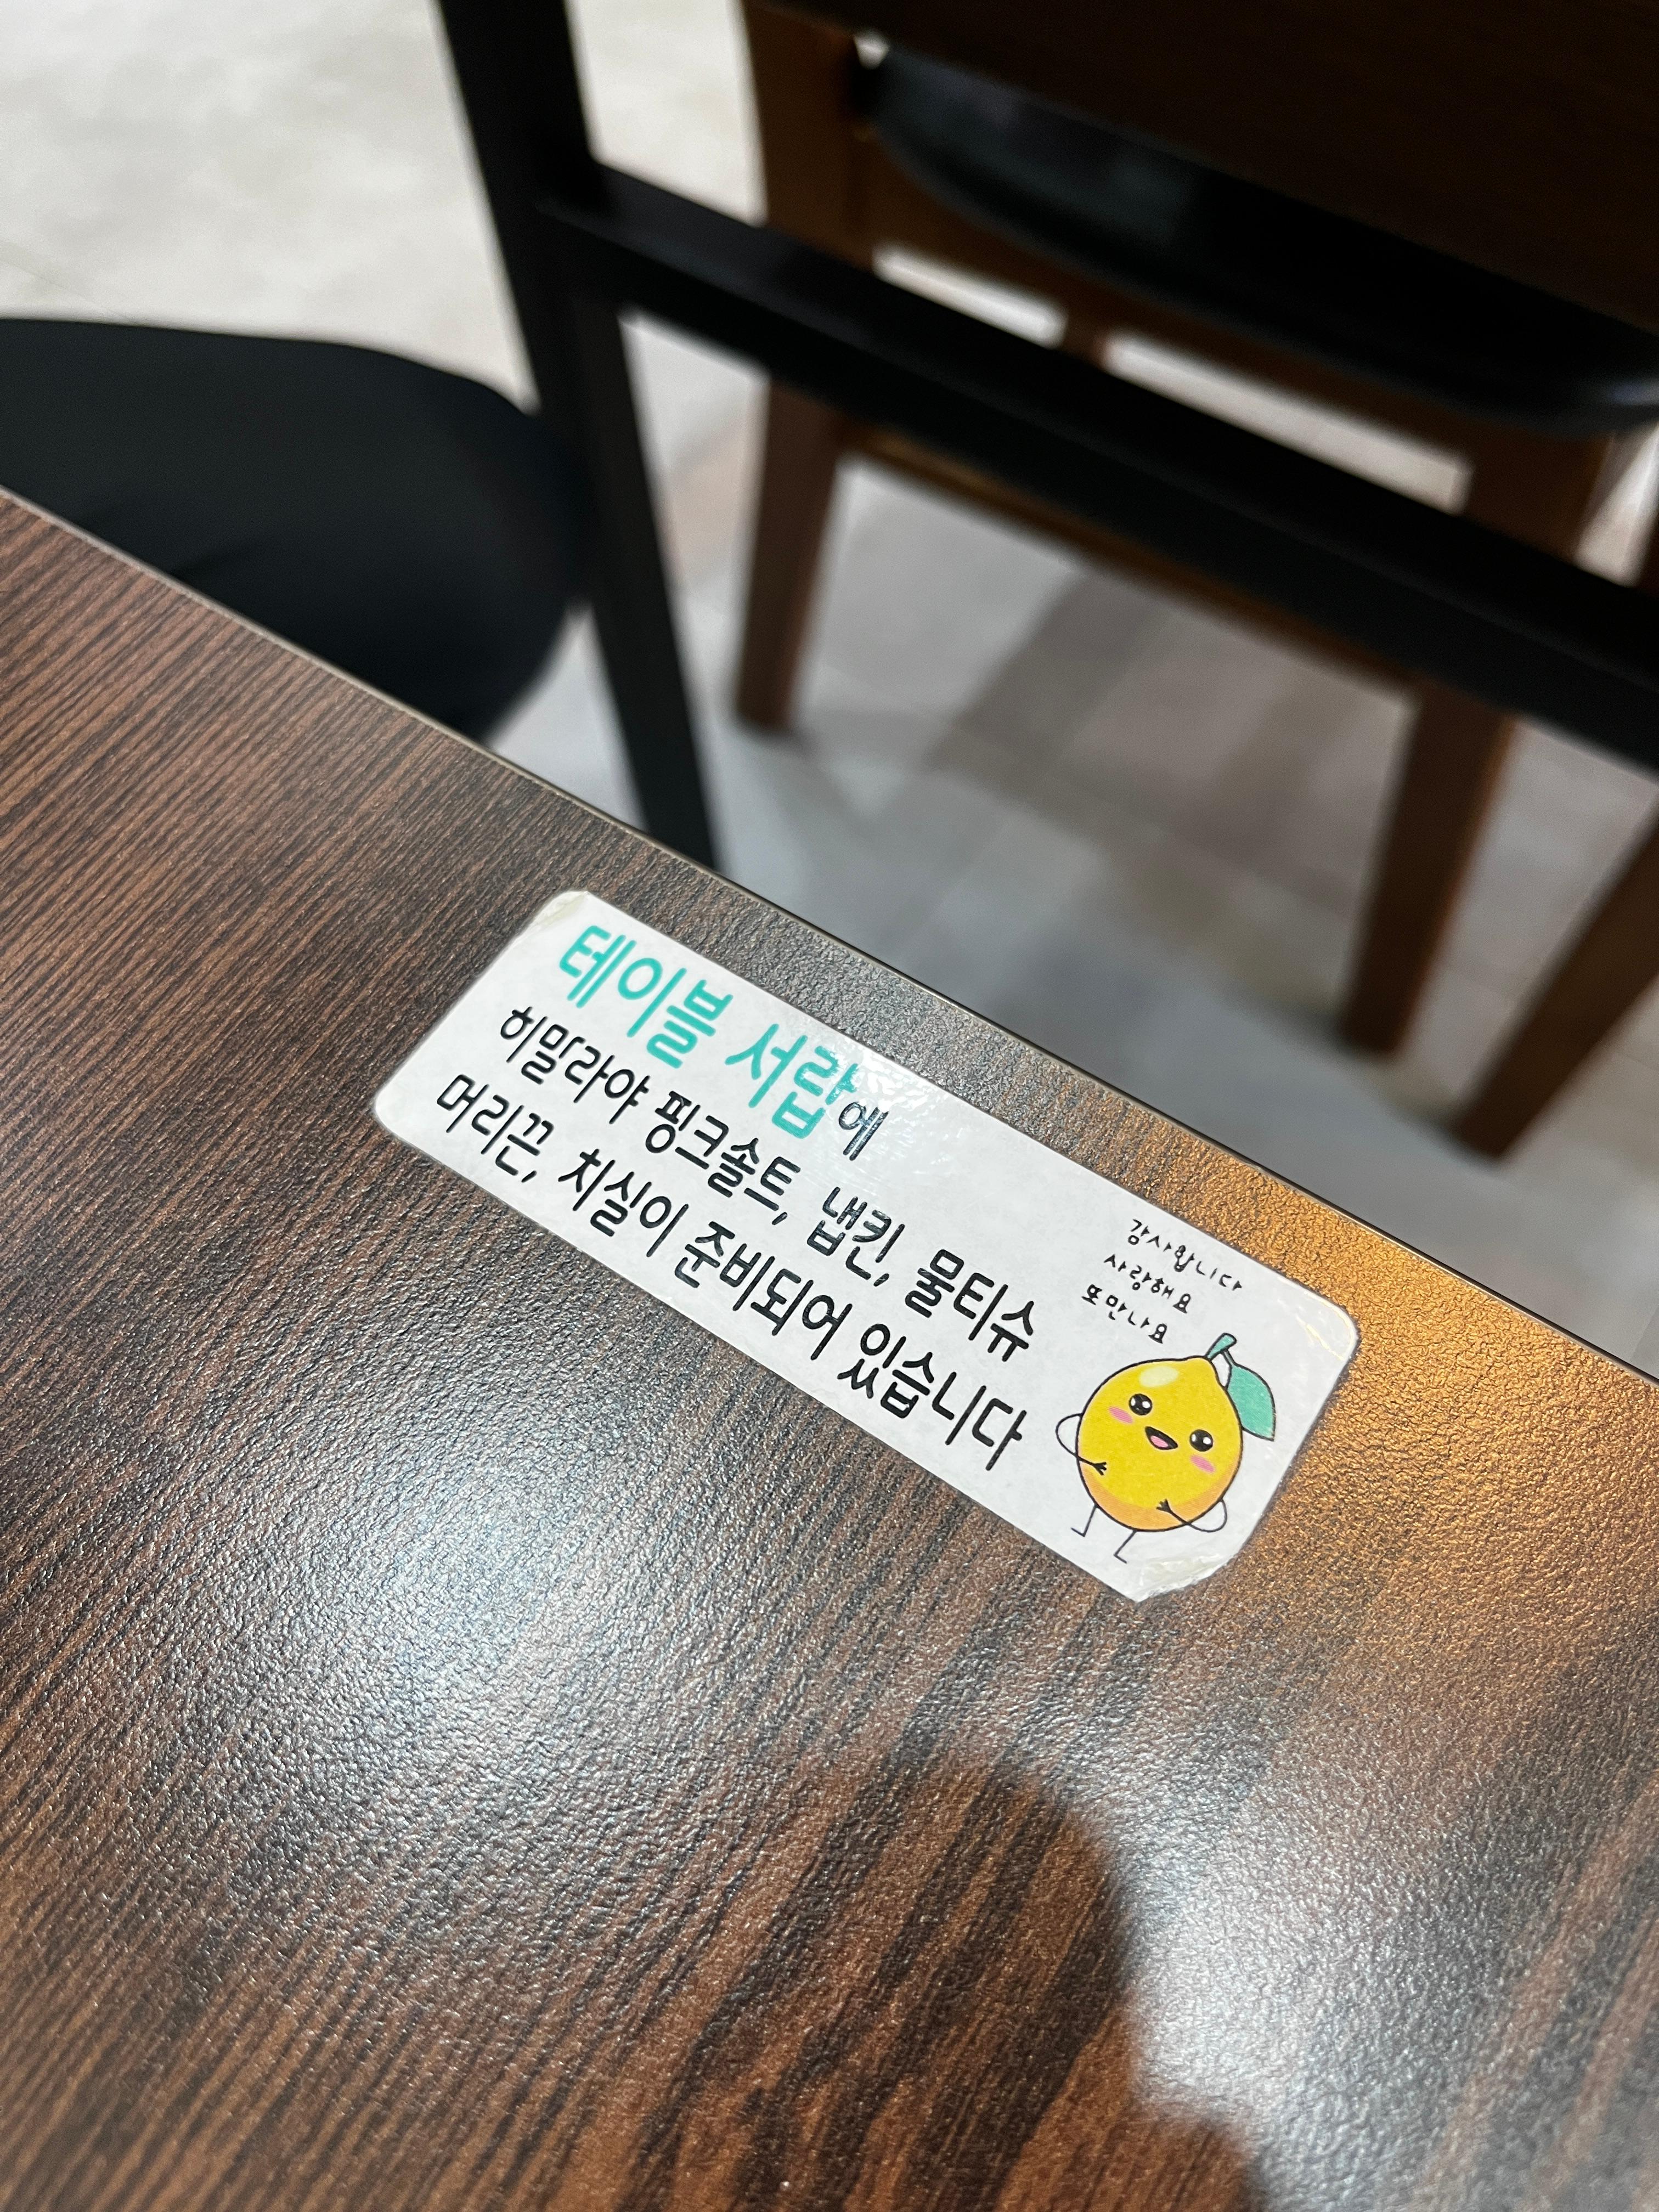 테이블 서랍에
히말라야 핑크솔트, 냅킨, 물티슈
머리끈, 치실이 준비되어 있습니다
감사합니다
사랑해요
또만나요